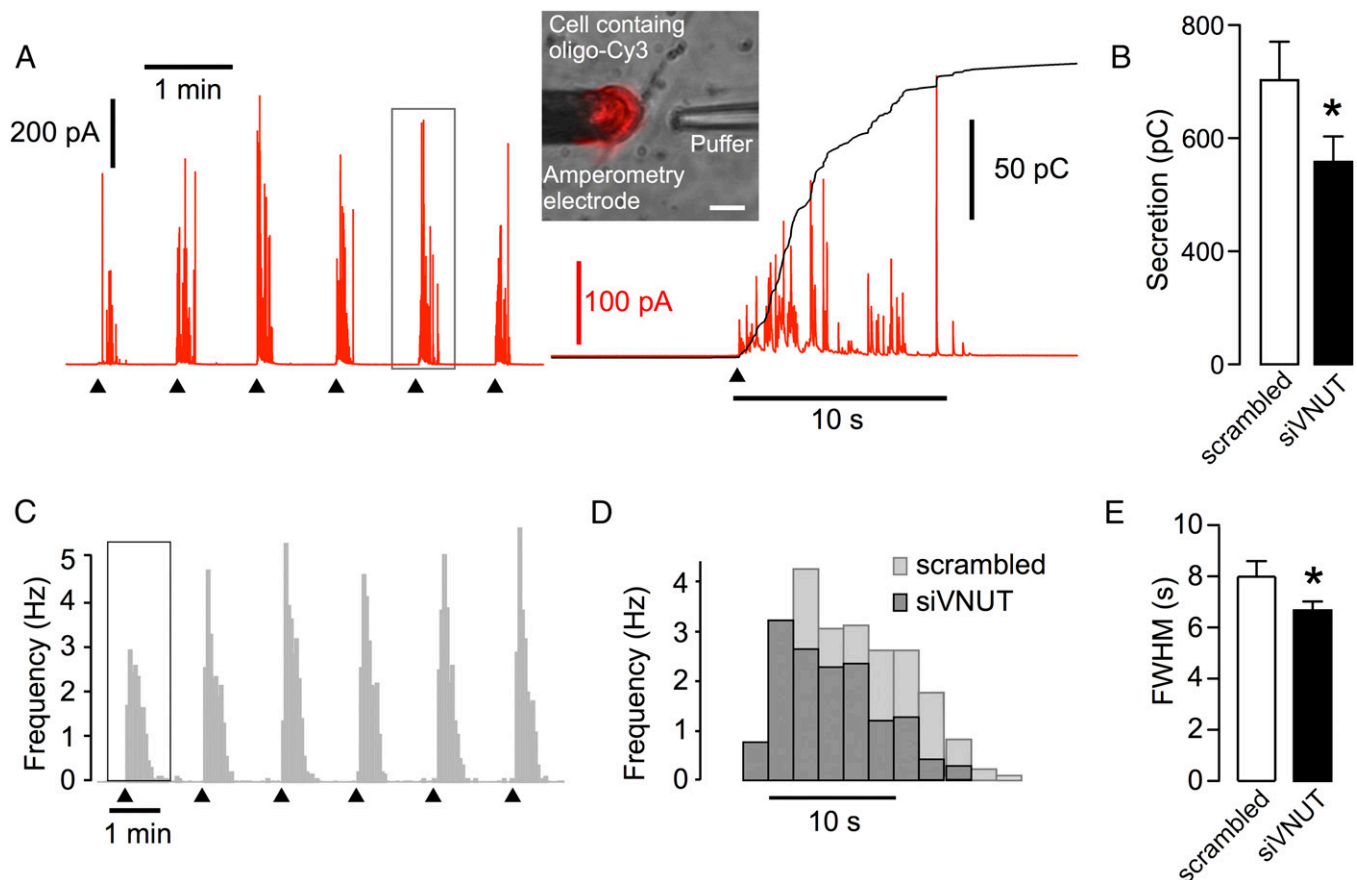 A
1 min
200 pA
Cell containg
oligo-Cy3
Puffer
Amperometry
electrode
100 pA
50 pC
10 s
B
800
600
400
0
Secretion (pC)
scrambled
siVNUT
*
C
5
4
3
2
1
0
Frequency (Hz)
1 min
D
scrambled
siVNUT
4
3
2
1
0
Frequency (Hz)
10 s
E
10
8
6
4
2
0
FWHM (s)
scrambled
siVNUT
*